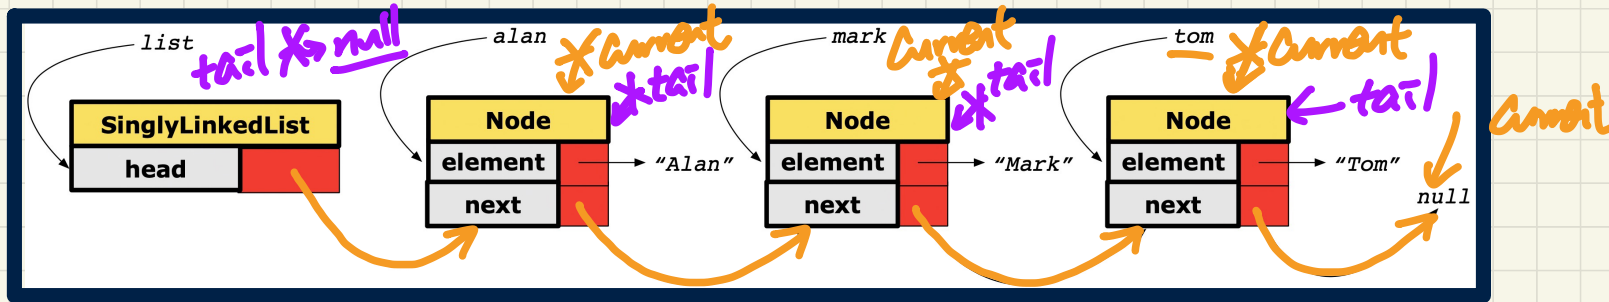 list
tail → null
alan
current
tail
mark
current
tail
tom
current
tail
current
SinglyLinkedList
head
Node
element
"Alan"
next
Node
element
"Mark"
next
Node
element
"Tom"
next
null